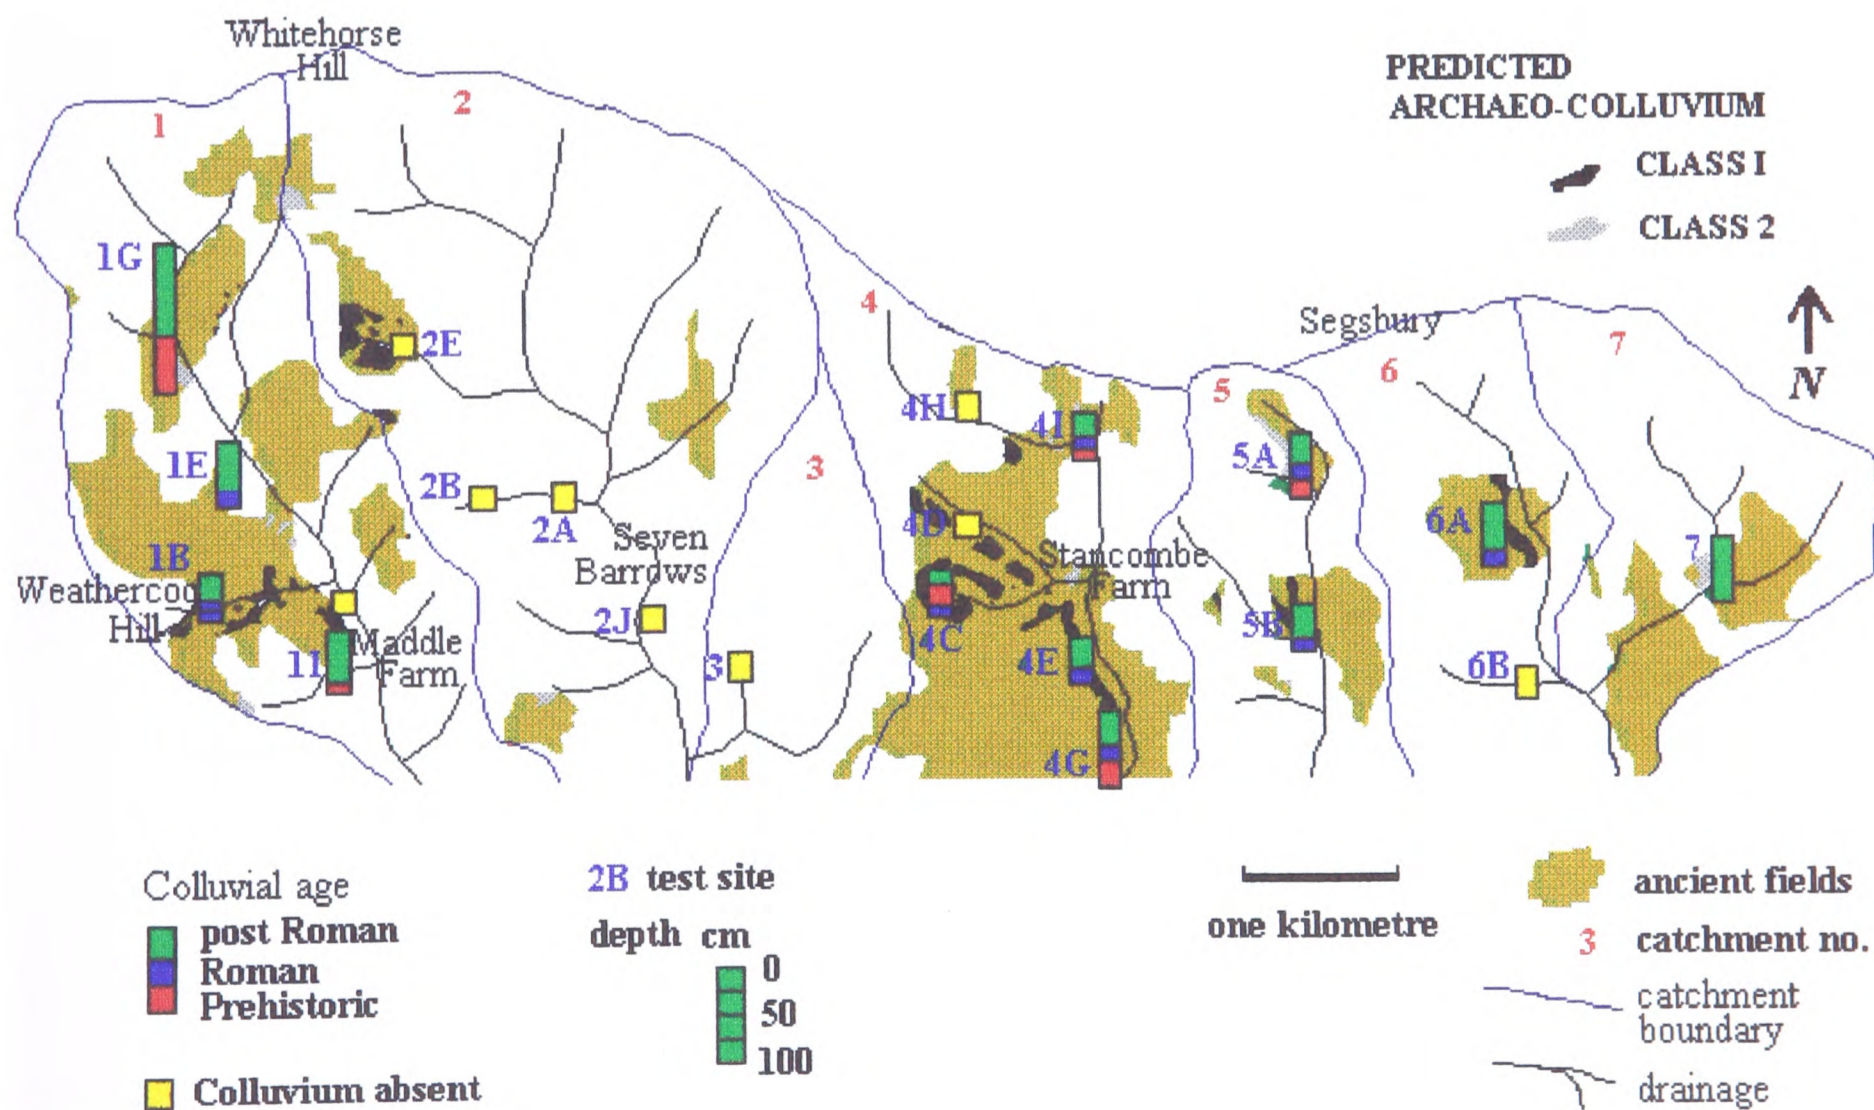 Whitehorse
Hill
PREDICTED
ARCHAEO-COLLUVIUM
CLASS I
CLASS 2
1
2
1G
4
Segsbury
7
N
2E
5
6
4H
4I
3
1E
2B
5A
2A
4D
6A
Seven
Barrows
Stancombe
Farm
7
1B
Weathercoc
Hill
2J
4C
5B
11
Maddle
Farm
3
4E
6B
4G
Colluvial age
post Roman
Roman
Prehistoric
Colluvium absent
2B test site
depth cm
0
50
100
one kilometre
ancient fields
3 catchment no.
catchment
boundary
drainage